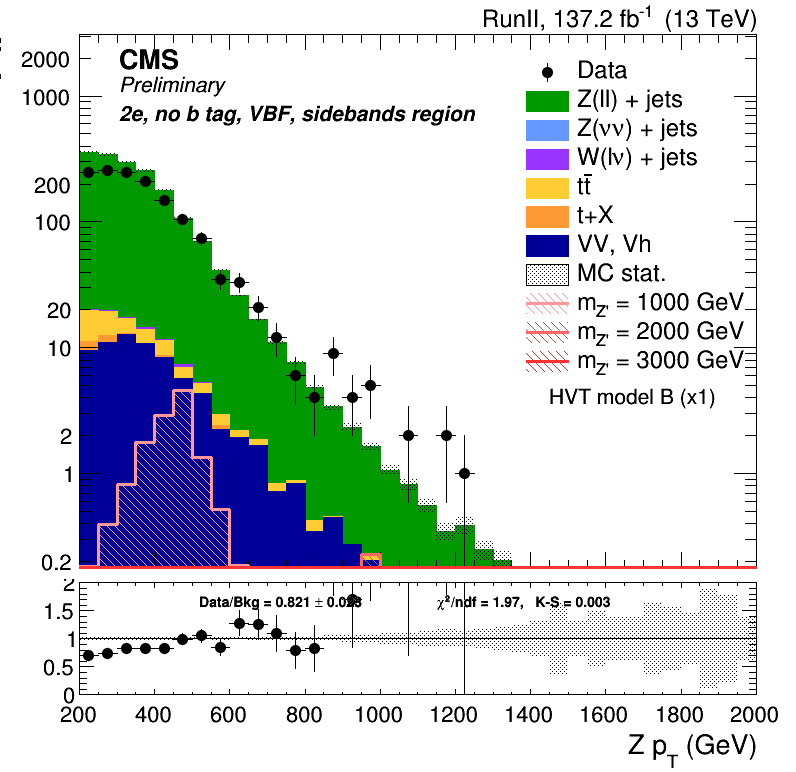 RunII, 137.2 fb⁻¹ (13 TeV)
CMS
Preliminary
2e, no b tag, VBF, sidebands region
Data
Z(ll) + jets
Z(νν) + jets
W(lν) + jets
tt̄
t+X
VV, Vh
MC stat.
m_Z' = 1000 GeV
m_Z' = 2000 GeV
m_Z' = 3000 GeV
HVT model B (x1)
2000
1000
200
100
20
10
2
1
0.2
Data/Bkg = 0.821 ±
χ²/ndf = 1.97, K-S = 0.003
2
1.5
1
0.5
0
200 400 600 800 1000 1200 1400 1600 1800 2000
Z p_T (GeV)